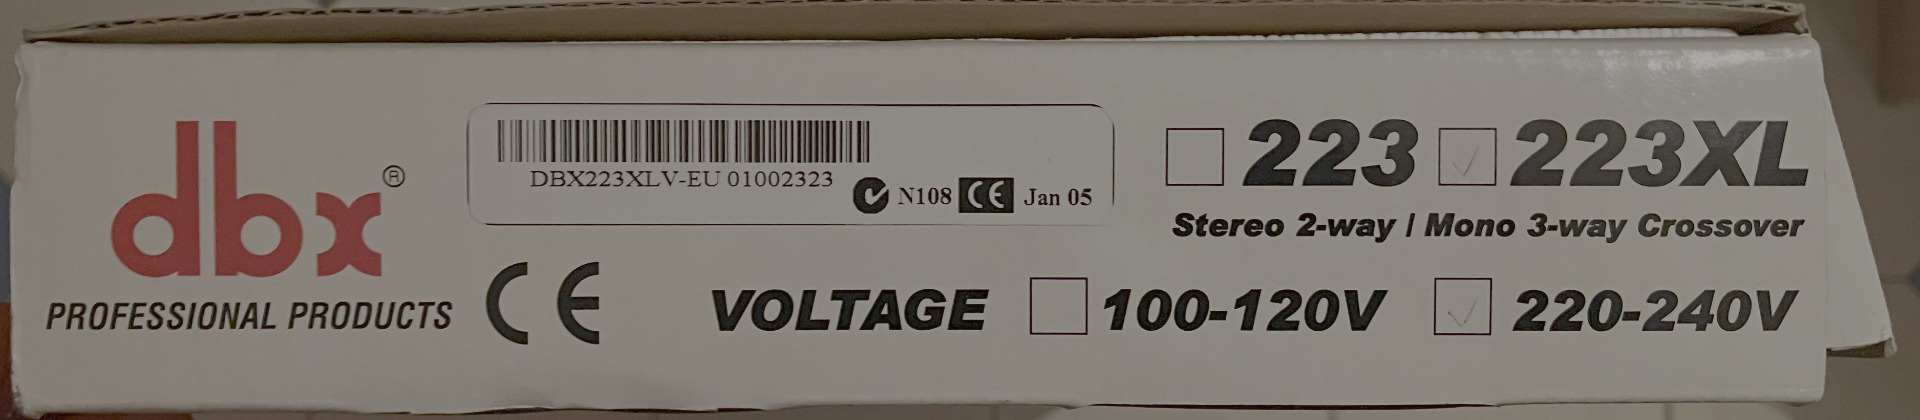 dbx®
PROFESSIONAL PRODUCTS
DBX223XLV-EU 01002323
N108 CE Jan 05
CE
223 223XL
Stereo 2-way / Mono 3-way Crossover
VOLTAGE 100-120V 220-240V